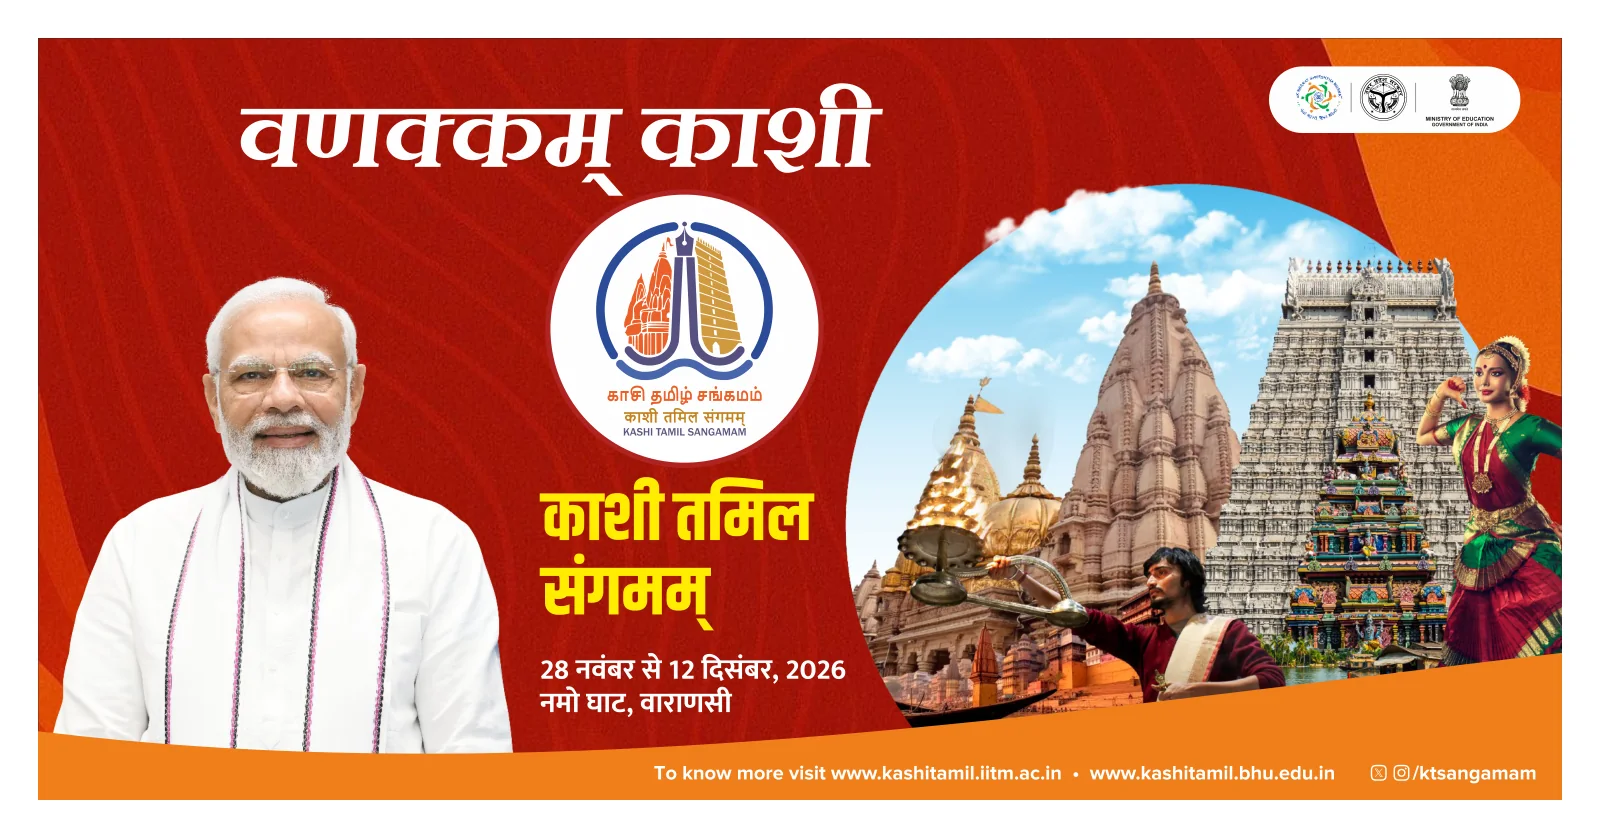 वणक्कम् काशी
MINISTRY OF EDUCATION
GOVERNMENT OF INDIA
காசி தமிழ் சங்கமம்
काशी तमिल संगमम्
KASHI TAMIL SANGAMAM
काशी तमिल
संगमम्
28 नवंबर से 12 दिसंबर, 2026
नमो घाट, वाराणसी
To know more visit www.kashitamil.iitm.ac.in • www.kashitamil.bhu.edu.in /ktsangamam